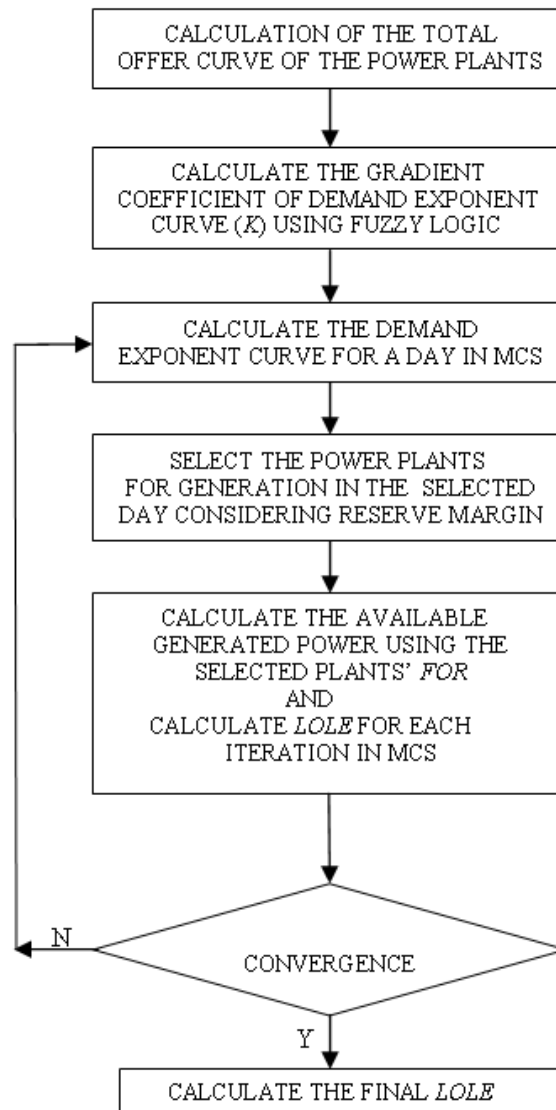 CALCULATION OF THE TOTAL
OFFER CURVE OF THE POWER PLANTS
CALCULATE THE GRADIENT
COEFFICIENT OF DEMAND EXPONENT
CURVE (K) USING FUZZY LOGIC
CALCULATE THE DEMAND
EXPONENT CURVE FOR A DAY IN MCS
SELECT THE POWER PLANTS
FOR GENERATION IN THE SELECTED
DAY CONSIDERING RESERVE MARGIN
CALCULATE THE AVAILABLE
GENERATED POWER USING THE
SELECTED PLANTS’ FOR
AND
CALCULATE LOLE FOR EACH
ITERATION IN MCS
N
CONVERGENCE
Y
CALCULATE THE FINAL LOLE